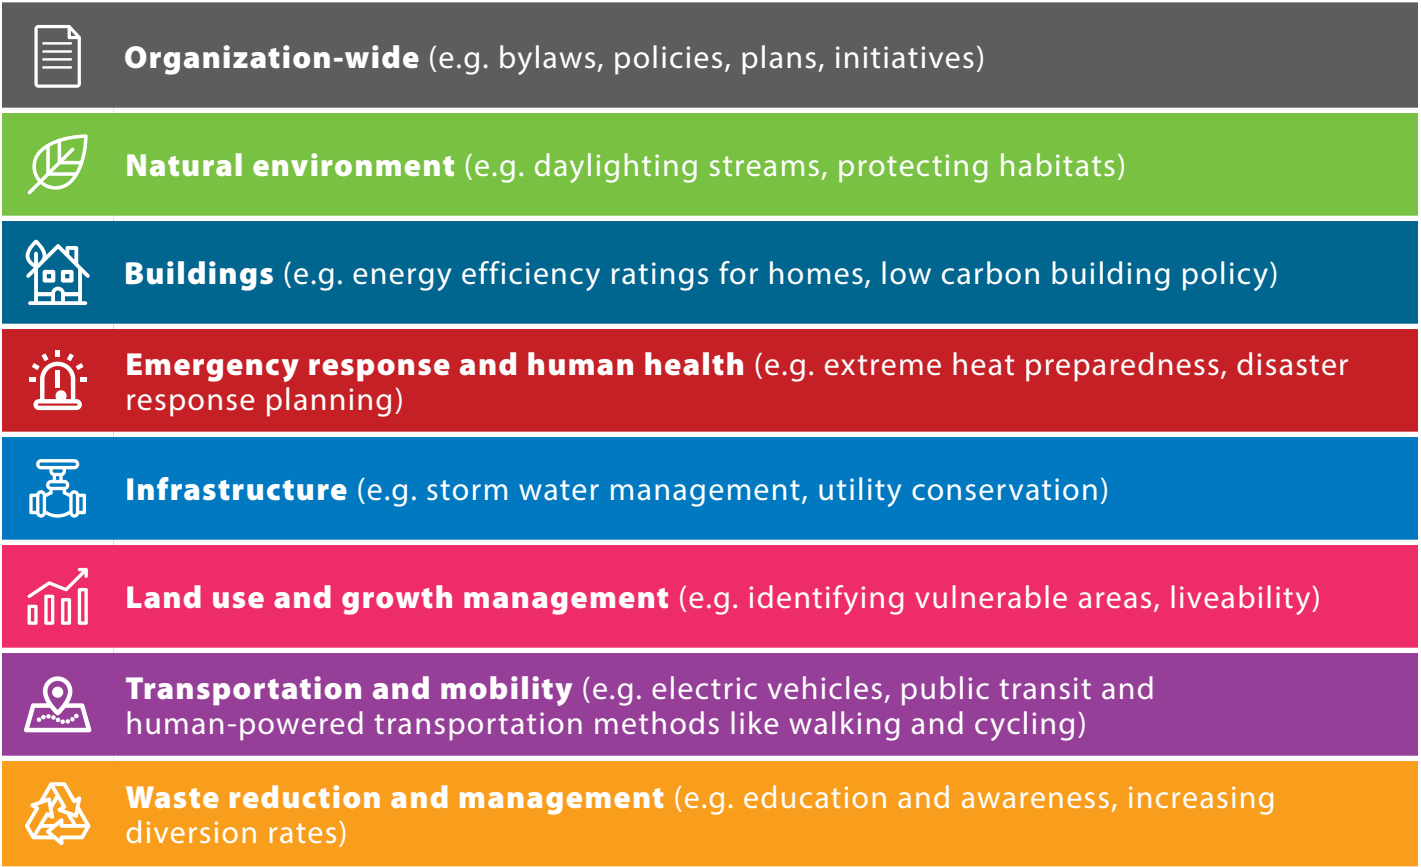 Organization-wide (e.g. bylaws, policies, plans, initiatives)
Natural environment (e.g. daylighting streams, protecting habitats)
Buildings (e.g. energy efficiency ratings for homes, low carbon building policy)
Emergency response and human health (e.g. extreme heat preparedness, disaster
response planning)
Infrastructure (e.g. storm water management, utility conservation)
Land use and growth management (e.g. identifying vulnerable areas, liveability)
Transportation and mobility (e.g. electric vehicles, public transit and
human-powered transportation methods like walking and cycling)
Waste reduction and management (e.g. education and awareness, increasing
diversion rates)